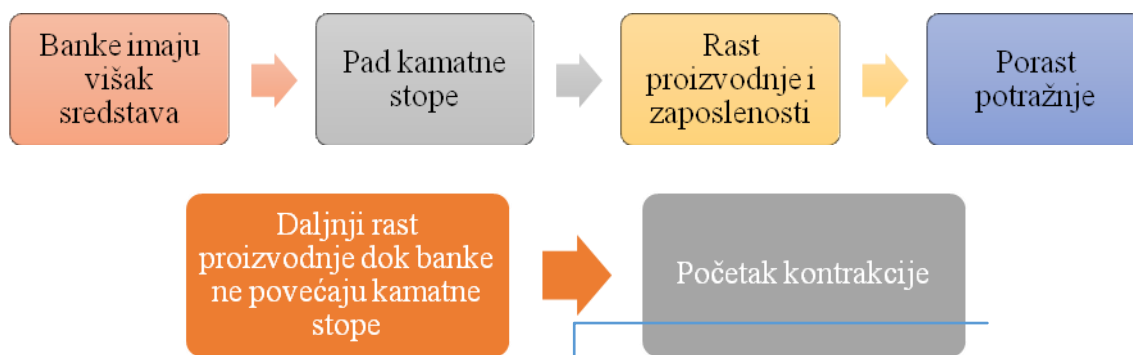 Banke imaju
višak
sredstava
Pad kamatne
stope
Rast
proizvodnje i
zaposlenosti
Porast
potražnje
Daljnji rast
proizvodnje dok banke
ne povećaju kamatne
stope
Početak kontrakcije